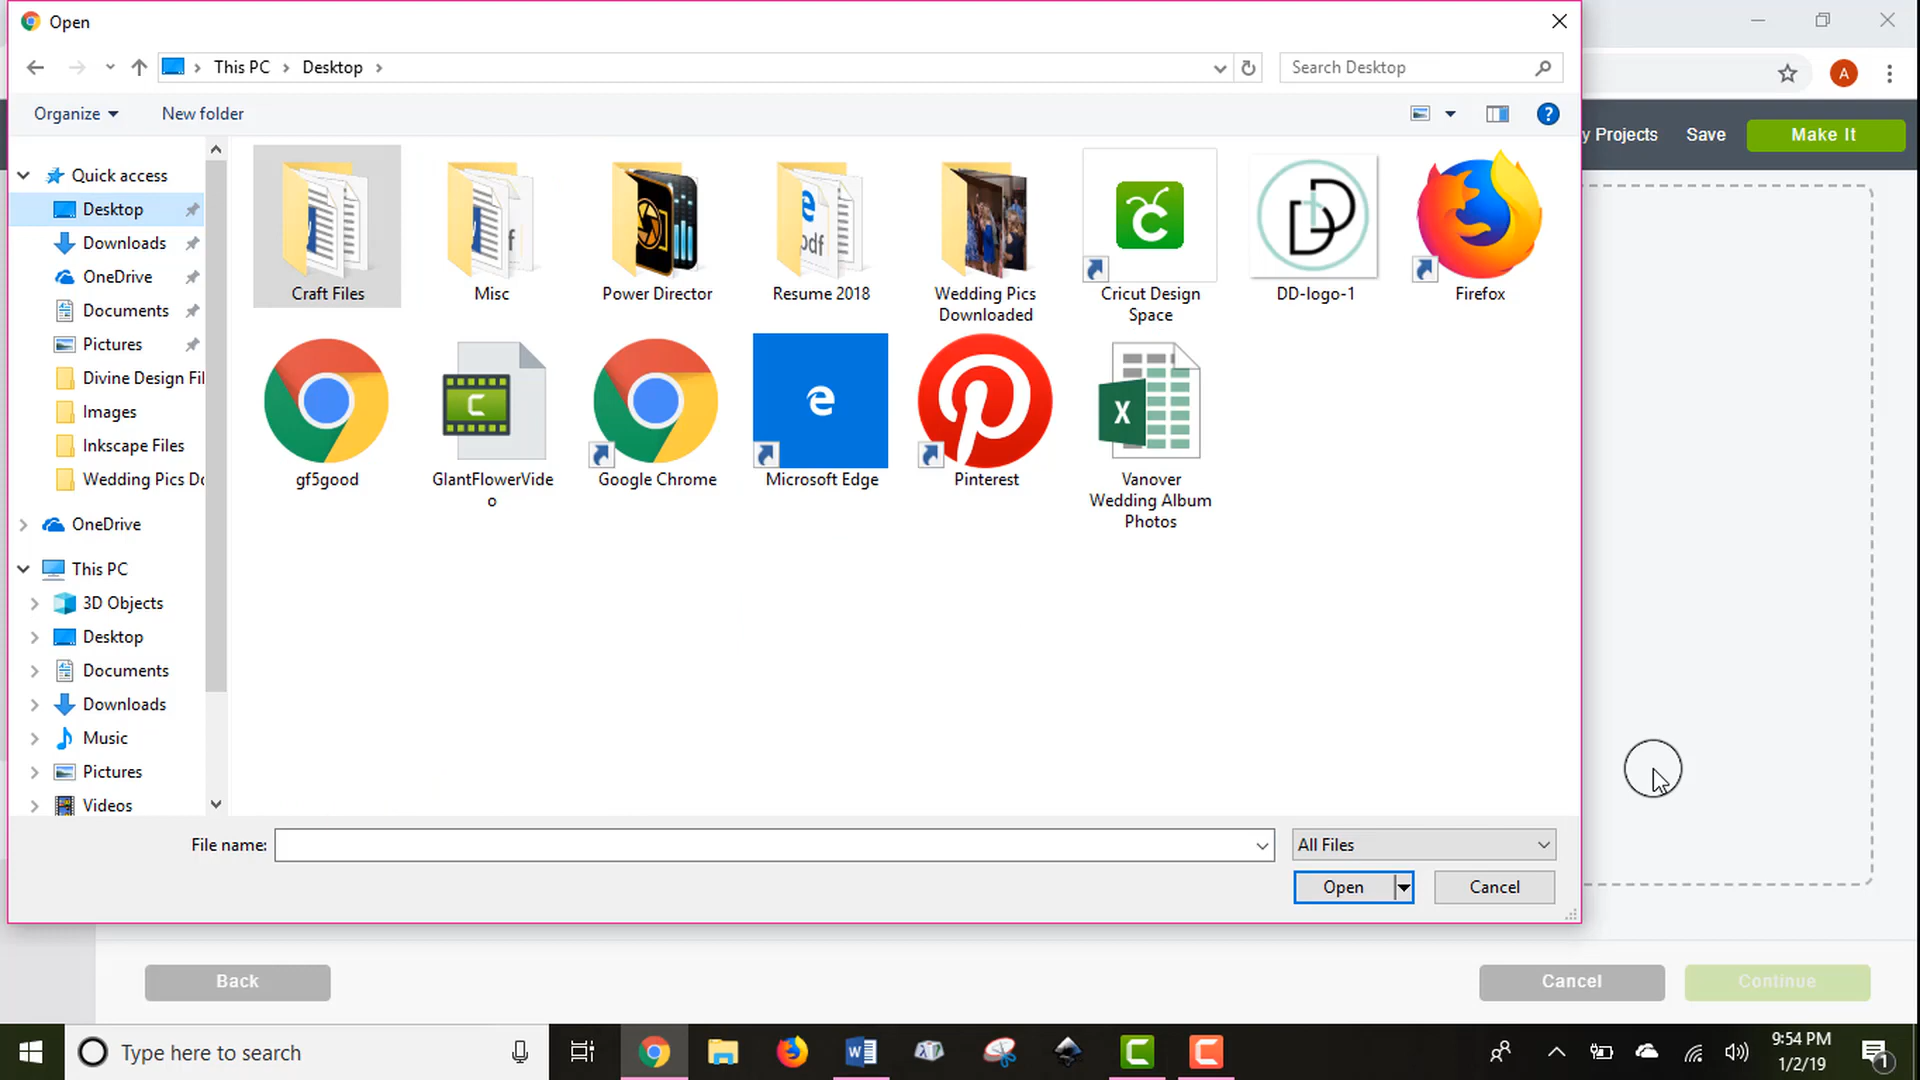 Open
This PC > Desktop >
Search Desktop
A
Organize
New folder
?
y Projects
Save
Make It
Quick access
Desktop
Downloads
OneDrive
Documents
Pictures
Divine Design Fil
Images
Inkscape Files
Wedding Pics Do
OneDrive
This PC
3D Objects
Desktop
Documents
Downloads
Music
Pictures
Videos
Craft Files
Misc
Power Director
Resume 2018
Wedding Pics
Downloaded
Cricut Design
Space
DD-logo-1
Firefox
gf5good
GIantFlowerVide
o
Google Chrome
Microsoft Edge
Pinterest
Vanover
Wedding Album
Photos
File name:
All Files
Open
Cancel
Back
Cancel
Continue
Type here to search
9:54 PM
1/2/19
1